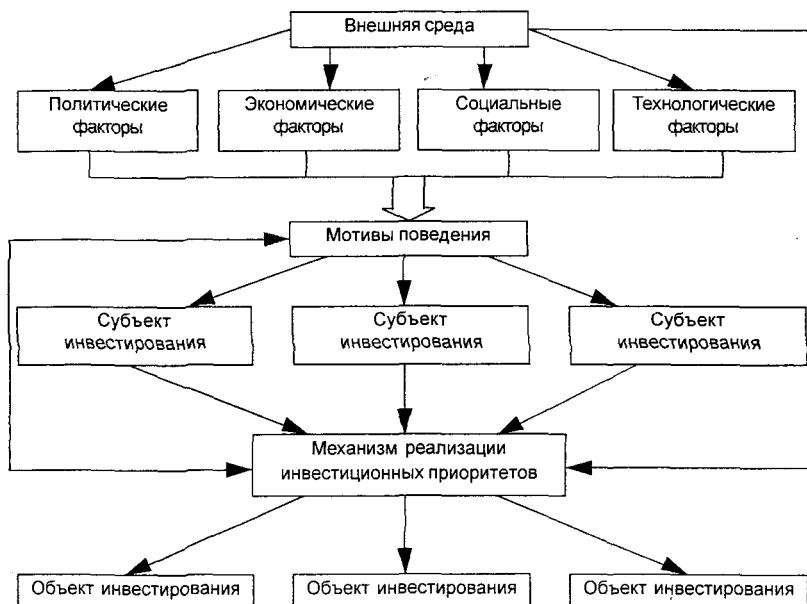 Внешняя среда
Политические
факторы
Экономические
факторы
Социальные
факторы
Технологические
факторы
Мотивы поведения
Субъект
инвестирования
Субъект
инвестирования
Субъект
инвестирования
Механизм реализации
инвестиционных приоритетов
Объект инвестирования
Объект инвестирования
Объект инвестирования